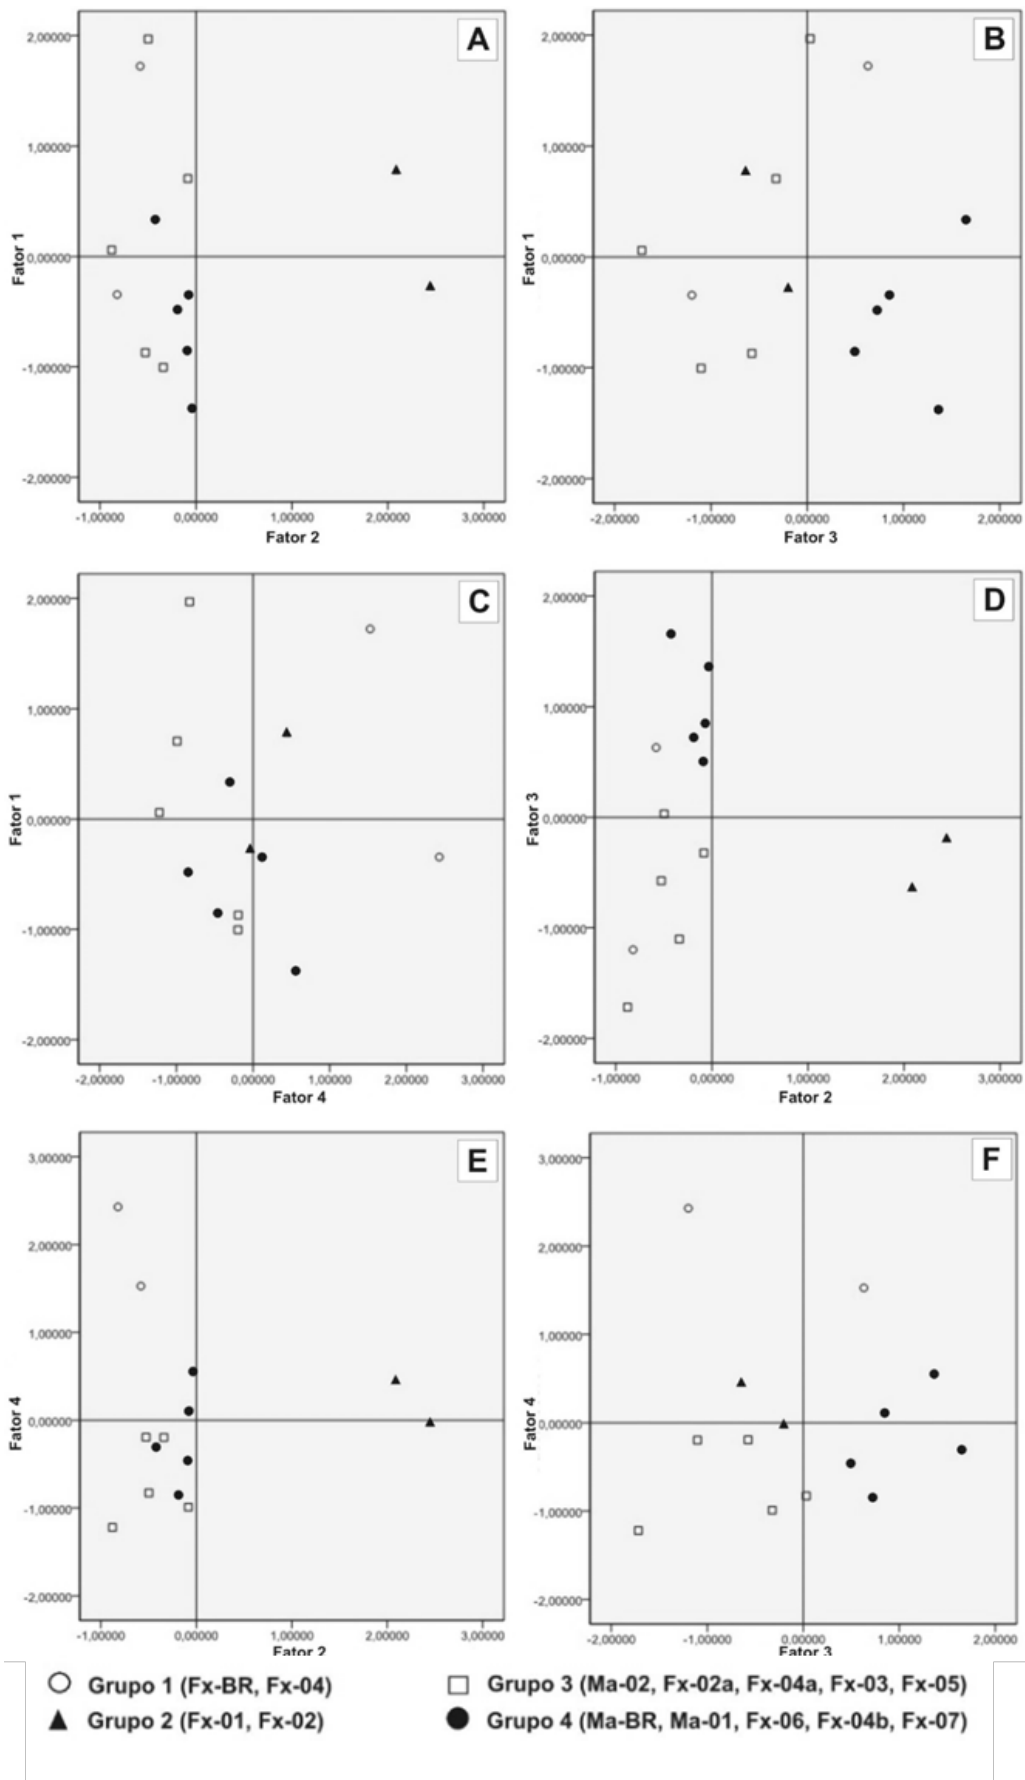 A
2,00000
1,00000
0,00000
-1,00000
-2,00000
Fator 1
-1,00000 0,00000 1,00000 2,00000 3,00000
Fator 2
B
2,00000
1,00000
0,00000
-1,00000
-2,00000
Fator 1
-2,00000 -1,00000 0,00000 1,00000 2,00000
Fator 3
C
2,00000
1,00000
0,00000
-1,00000
-2,00000
Fator 1
-2,00000 -1,00000 0,00000 1,00000 2,00000 3,00000
Fator 4
D
2,00000
1,00000
0,00000
-1,00000
-2,00000
Fator 3
-1,00000 0,00000 1,00000 2,00000 3,00000
Fator 2
E
3,00000
2,00000
1,00000
0,00000
-1,00000
-2,00000
Fator 4
-1,00000 0,00000 1,00000 2,00000 3,00000
Fator 2
F
3,00000
2,00000
1,00000
0,00000
-1,00000
-2,00000
Fator 4
-2,00000 -1,00000 0,00000 1,00000 2,00000
Fator 3
Grupo 1 (Fx-BR, Fx-04)
Grupo 3 (Ma-02, Fx-02a, Fx-04a, Fx-03, Fx-05)
Grupo 2 (Fx-01, Fx-02)
Grupo 4 (Ma-BR, Ma-01, Fx-06, Fx-04b, Fx-07)